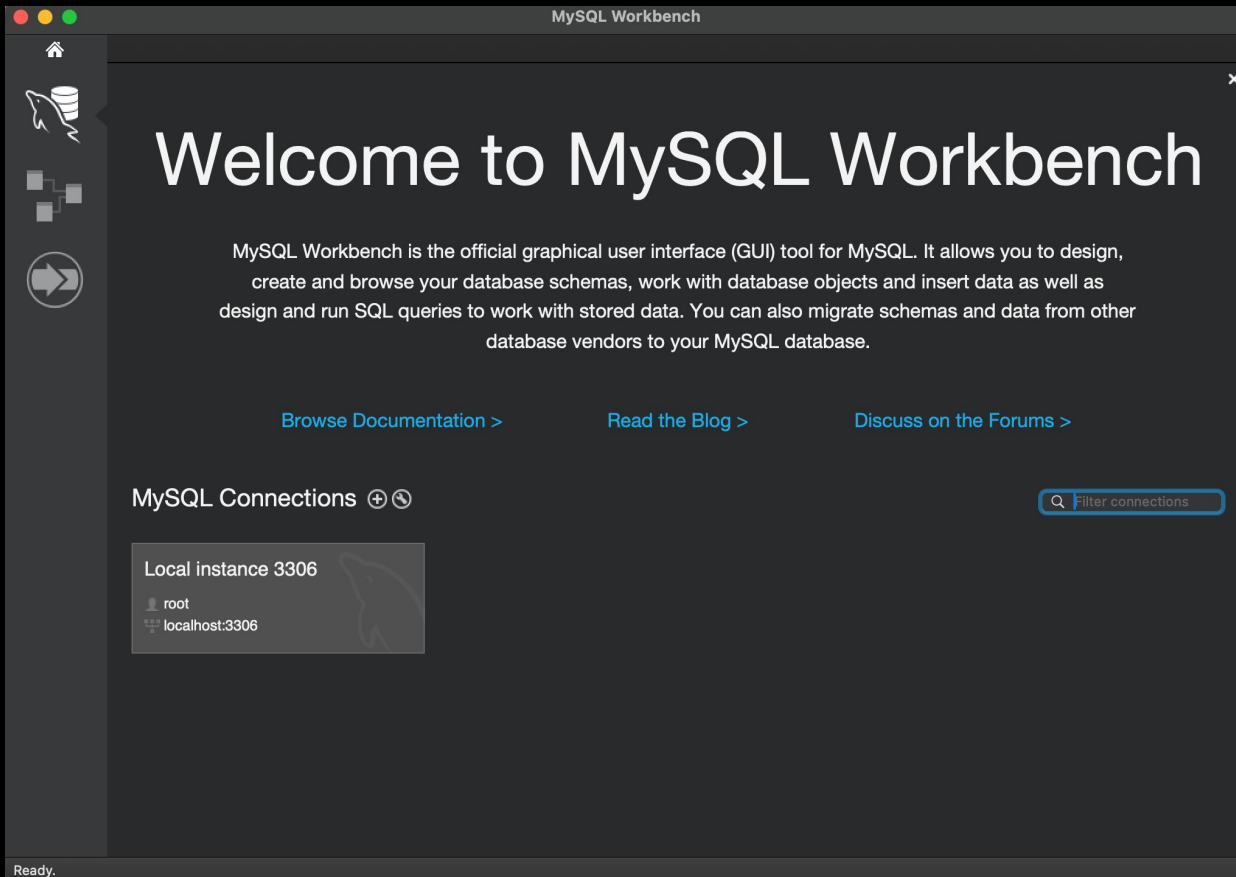 MySQL Workbench
Welcome to MySQL Workbench
MySQL Workbench is the official graphical user interface (GUI) tool for MySQL. It allows you to design,
create and browse your database schemas, work with database objects and insert data as well as
design and run SQL queries to work with stored data. You can also migrate schemas and data from other
database vendors to your MySQL database.
Browse Documentation > Read the Blog > Discuss on the Forums >
MySQL Connections
Filter connections
Local instance 3306
root
localhost:3306
Ready.